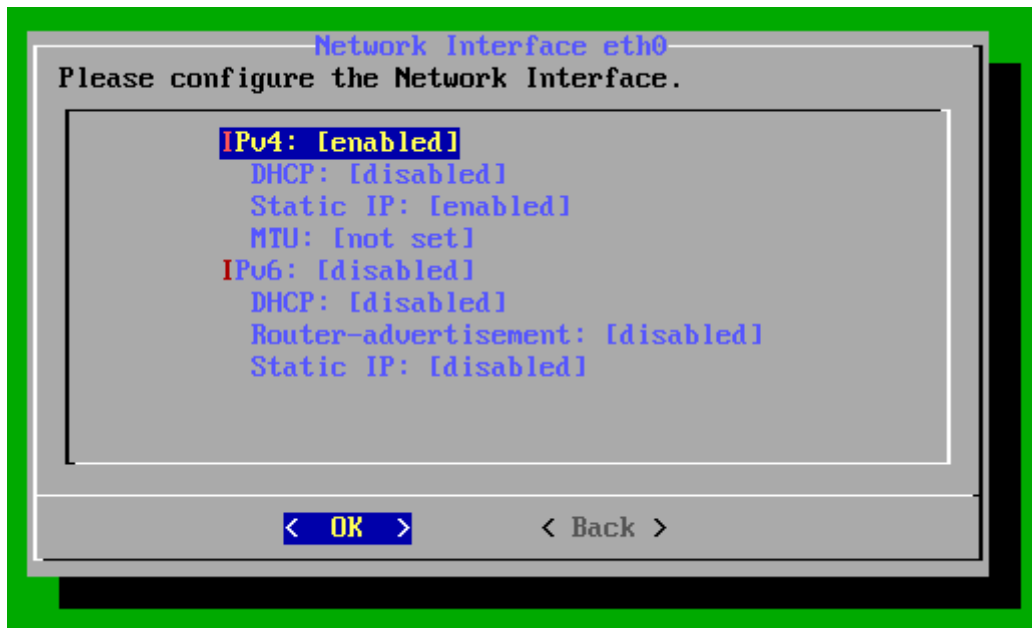 Network Interface eth0
Please configure the Network Interface.
IPv4: [enabled]
DHCP: [disabled]
Static IP: [enabled]
MTU: [not set]
IPv6: [disabled]
DHCP: [disabled]
Router-advertisement: [disabled]
Static IP: [disabled]
< OK > < Back >